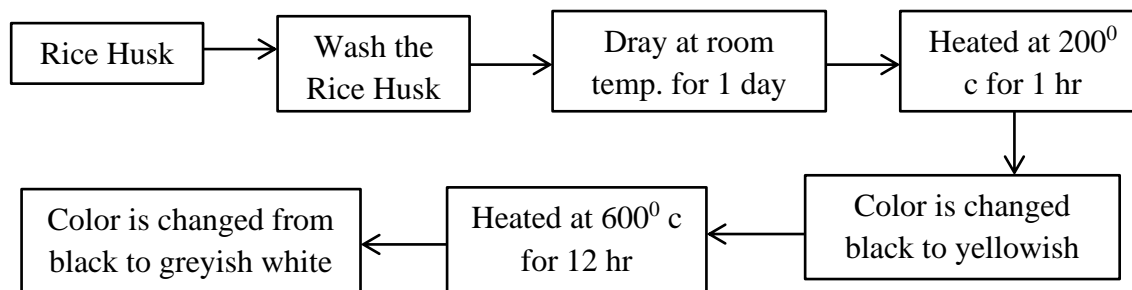 Rice Husk
Wash the
Rice Husk
Dray at room
temp. for 1 day
Heated at 200⁰
c for 1 hr
Color is changed
black to yellowish
Heated at 600⁰ c
for 12 hr
Color is changed from
black to greyish white